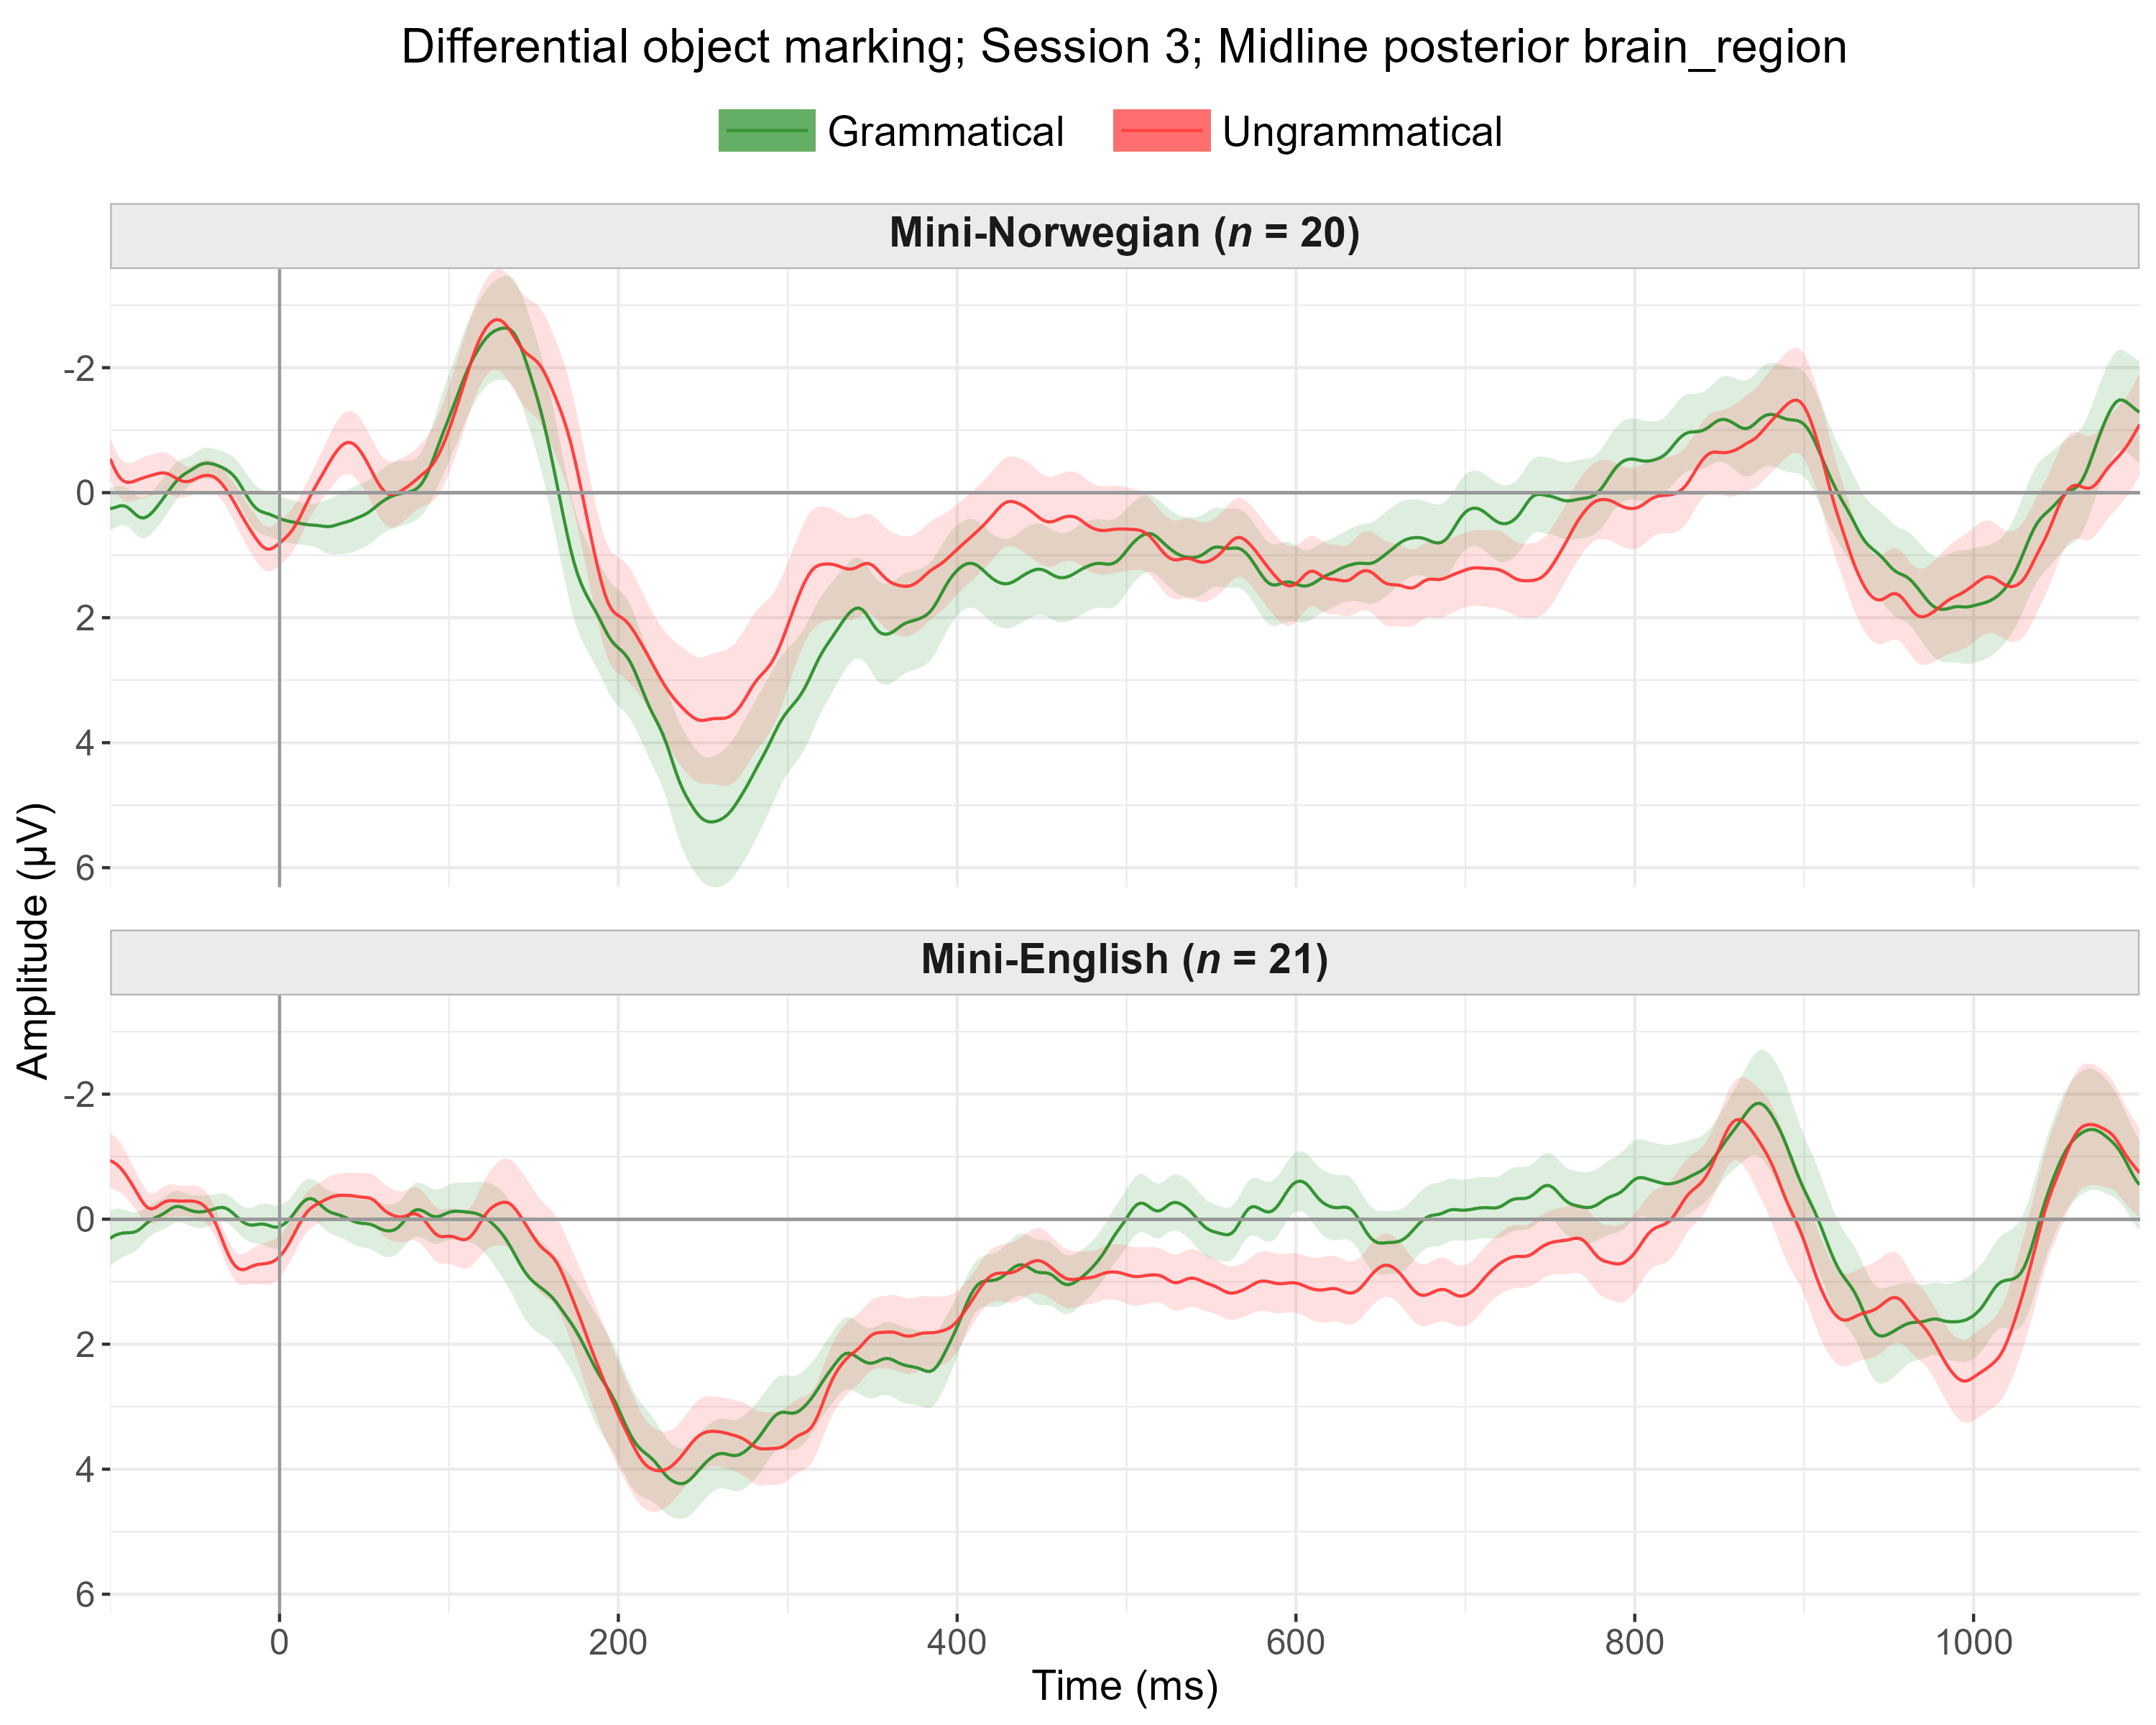 Differential object marking; Session 3; Midline posterior brain_region
Grammatical
Ungrammatical
Mini-Norwegian (n = 20)
-2
0
2
4
6
Mini-English (n = 21)
-2
0
2
4
6
0
200
400
600
800
1000
Time (ms)
Amplitude (µV)